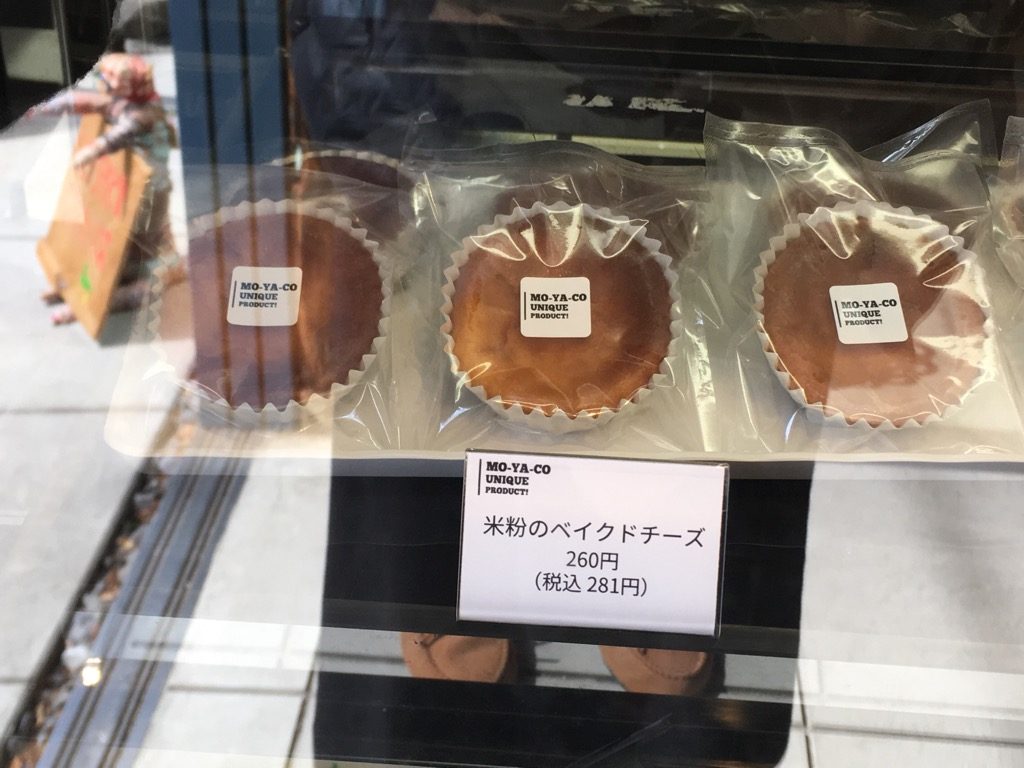 MO-YA-CO
UNIQUE
PRODUCT!
MO-YA-CO
UNIQUE
PRODUCT!
MO-YA-CO
UNIQUE
PRODUCT!
MO-YA-CO
UNIQUE
PRODUCT!
米粉のベイクドチーズ
260円
（税込 281円）